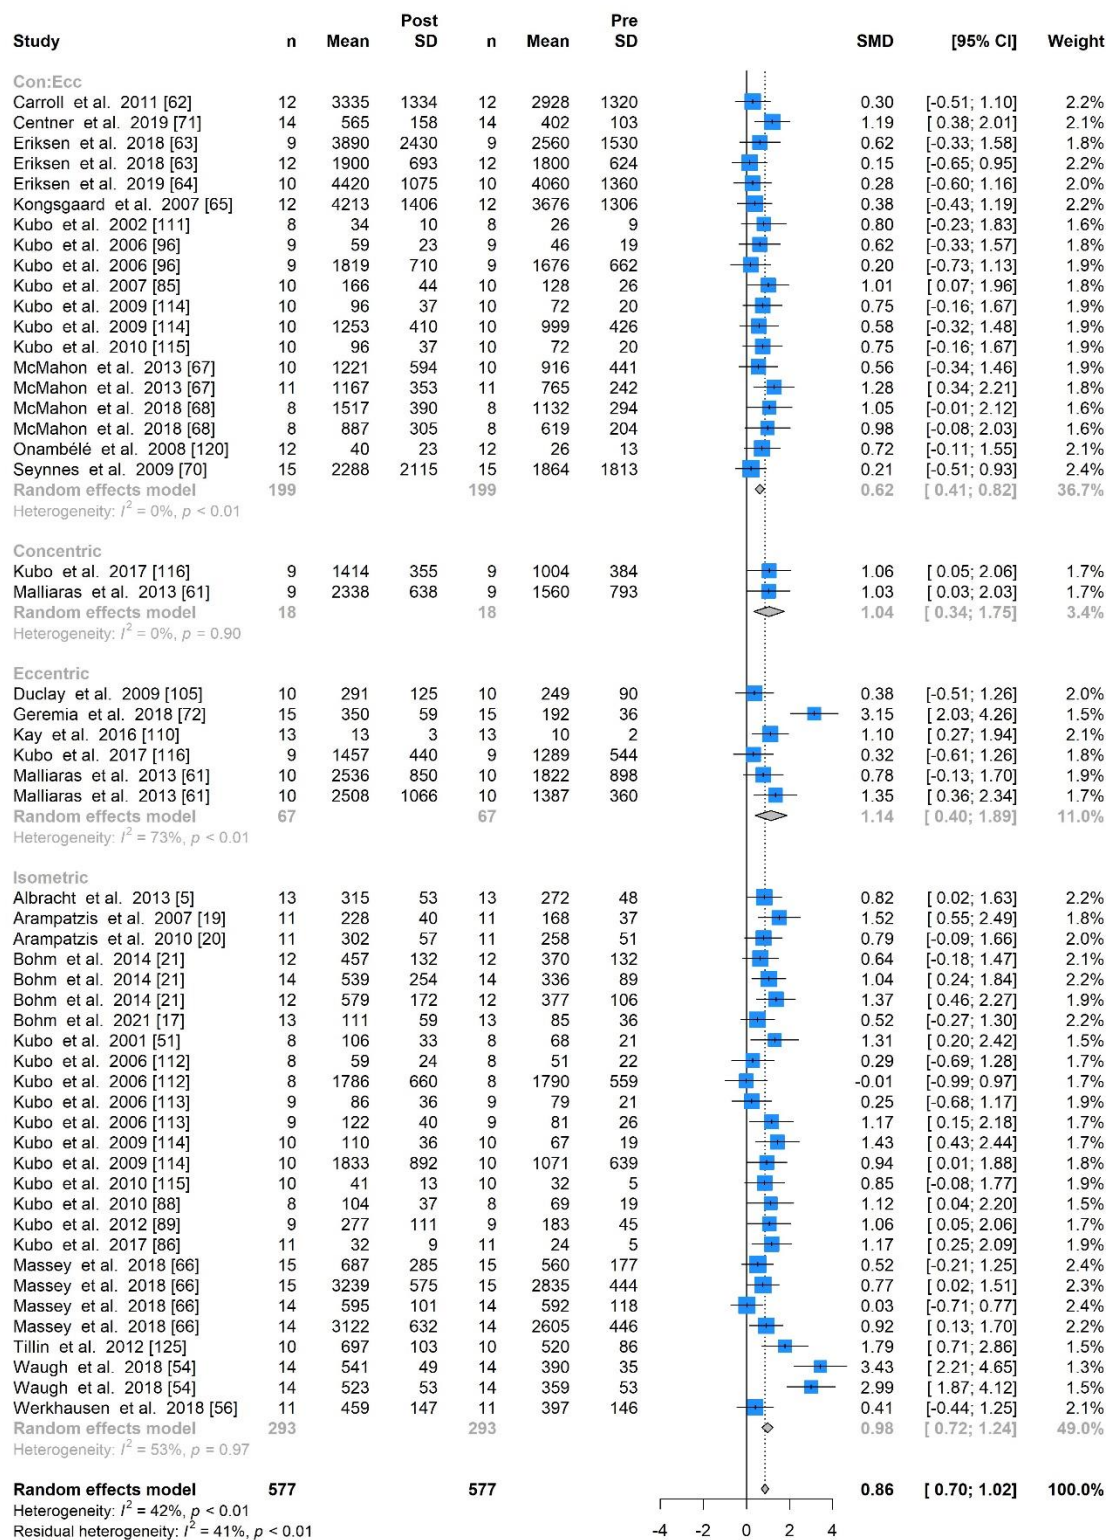 Post Pre
Study n Mean SD n Mean SD SMD [95% CI] Weight
Con:Ecc
Carroll et al. 2011 [62] 12 3335 1334 12 2928 1320 0.30 [-0.51; 1.10] 2.2%
Centner et al. 2019 [71] 14 565 158 14 402 103 1.19 [ 0.38; 2.01] 2.1%
Eriksen et al. 2018 [63] 9 3890 2430 9 2560 1530 0.62 [-0.33; 1.58] 1.8%
Eriksen et al. 2018 [63] 12 1900 693 12 1800 624 0.15 [-0.65; 0.95] 2.2%
Eriksen et al. 2019 [64] 10 4420 1075 10 4060 1360 0.28 [-0.60; 1.16] 2.0%
Kongsgaard et al. 2007 [65] 12 4213 1406 12 3676 1306 0.38 [-0.43; 1.19] 2.1%
Kubo et al. 2002 [111] 8 34 10 8 26 9 0.80 [-0.23; 1.83] 1.6%
Kubo et al. 2006 [96] 9 59 23 9 46 19 0.62 [-0.33; 1.57] 1.8%
Kubo et al. 2006 [96] 9 1819 710 9 1676 662 0.20 [-0.73; 1.13] 1.9%
Kubo et al. 2007 [85] 10 166 44 10 128 26 1.01 [ 0.07; 1.96] 1.8%
Kubo et al. 2009 [114] 10 96 37 10 72 20 0.75 [-0.16; 1.67] 1.9%
Kubo et al. 2009 [114] 10 1253 410 10 999 426 0.58 [-0.32; 1.48] 1.9%
Kubo et al. 2010 [115] 10 96 37 10 72 20 0.75 [-0.16; 1.67] 1.9%
McMahon et al. 2013 [67] 10 1221 594 10 916 441 0.56 [-0.34; 1.46] 1.9%
McMahon et al. 2013 [67] 11 1167 353 11 765 242 1.28 [ 0.34; 2.21] 1.8%
McMahon et al. 2018 [68] 8 1517 390 8 1132 294 1.05 [-0.01; 2.12] 1.6%
McMahon et al. 2018 [68] 8 887 305 8 619 204 0.98 [-0.08; 2.03] 1.6%
Onambélé et al. 2008 [120] 12 40 23 12 26 13 0.72 [-0.11; 1.55] 2.1%
Seynnes et al. 2009 [70] 15 2288 2115 15 1864 1813 0.21 [-0.51; 0.93] 2.4%
Random effects model 199 199 0.62 [ 0.41; 0.82] 36.7%
Heterogeneity: I² = 0%, p < 0.01
Concentric
Kubo et al. 2017 [116] 9 1414 355 9 1004 384 1.06 [ 0.05; 2.06] 1.7%
Malliaras et al. 2013 [61] 9 2338 638 9 1560 793 1.03 [ 0.03; 2.03] 1.7%
Random effects model 18 18 1.04 [ 0.34; 1.75] 3.4%
Heterogeneity: I² = 0%, p = 0.90
Eccentric
Duclay et al. 2009 [105] 10 291 125 10 249 90 0.38 [-0.51; 1.26] 2.0%
Geremia et al. 2018 [72] 15 350 59 15 192 36 3.15 [ 2.03; 4.26] 1.5%
Kay et al. 2016 [110] 13 13 3 13 10 2 1.10 [ 0.27; 1.94] 2.1%
Kubo et al. 2017 [116] 9 1457 440 9 1289 544 0.32 [-0.61; 1.26] 1.8%
Malliaras et al. 2013 [61] 10 2536 850 10 1822 898 0.78 [-0.13; 1.70] 1.9%
Malliaras et al. 2013 [61] 10 2508 1066 10 1387 360 1.35 [ 0.36; 2.34] 1.7%
Random effects model 67 67 1.14 [ 0.40; 1.89] 11.0%
Heterogeneity: I² = 73%, p < 0.01
Isometric
Albracht et al. 2013 [5] 13 315 53 13 272 48 0.82 [ 0.02; 1.63] 2.2%
Arampatzis et al. 2007 [19] 11 228 40 11 168 37 1.52 [ 0.55; 2.49] 1.8%
Arampatzis et al. 2010 [20] 11 302 57 11 258 51 0.79 [-0.09; 1.66] 2.0%
Bohm et al. 2014 [21] 12 457 132 12 370 132 0.64 [-0.18; 1.47] 2.1%
Bohm et al. 2014 [21] 14 539 254 14 336 89 1.04 [ 0.24; 1.84] 2.2%
Bohm et al. 2014 [21] 12 579 172 12 377 106 1.37 [ 0.46; 2.27] 1.9%
Bohm et al. 2021 [17] 13 111 59 13 85 36 0.52 [-0.27; 1.30] 2.2%
Kubo et al. 2001 [51] 8 106 33 8 68 21 1.31 [ 0.20; 2.42] 1.5%
Kubo et al. 2006 [112] 8 59 24 8 51 22 0.29 [-0.69; 1.28] 1.7%
Kubo et al. 2006 [112] 8 1786 660 8 1790 559 -0.01 [-0.99; 0.97] 1.7%
Kubo et al. 2006 [113] 9 86 36 9 79 21 0.25 [-0.68; 1.17] 1.9%
Kubo et al. 2006 [113] 9 122 40 9 81 26 1.17 [ 0.15; 2.18] 1.7%
Kubo et al. 2009 [114] 10 110 36 10 67 19 1.43 [ 0.43; 2.44] 1.7%
Kubo et al. 2009 [114] 10 1833 892 10 1071 639 0.94 [ 0.01; 1.88] 1.8%
Kubo et al. 2010 [115] 10 41 13 10 32 5 0.85 [-0.08; 1.77] 1.9%
Kubo et al. 2010 [88] 8 104 37 8 69 19 1.12 [ 0.04; 2.20] 1.6%
Kubo et al. 2012 [89] 9 277 111 9 183 45 1.06 [ 0.05; 2.06] 1.7%
Kubo et al. 2017 [86] 11 32 9 11 24 5 1.17 [ 0.25; 2.09] 1.9%
Massey et al. 2018 [66] 15 687 285 15 560 177 0.52 [-0.21; 1.25] 2.4%
Massey et al. 2018 [66] 15 3239 575 15 2835 444 0.77 [ 0.02; 1.51] 2.3%
Massey et al. 2018 [66] 14 595 101 14 592 118 0.03 [-0.71; 0.77] 2.4%
Massey et al. 2018 [66] 14 3122 632 14 2605 446 0.92 [ 0.13; 1.70] 2.2%
Tillin et al. 2012 [125] 10 697 103 10 520 86 1.79 [ 0.71; 2.86] 1.6%
Waugh et al. 2018 [54] 14 541 49 14 390 35 3.43 [ 2.21; 4.65] 1.3%
Waugh et al. 2018 [54] 14 523 53 14 359 53 2.99 [ 1.87; 4.12] 1.5%
Werkhausen et al. 2018 [56] 11 459 147 11 397 146 0.41 [-0.44; 1.25] 2.1%
Random effects model 293 293 0.98 [ 0.72; 1.24] 49.0%
Heterogeneity: I² = 53%, p = 0.97
Random effects model 577 577 0.86 [ 0.70; 1.02] 100.0%
Heterogeneity: I² = 42%, p < 0.01
Residual heterogeneity: I² = 41%, p < 0.01
-4 -2 0 2 4